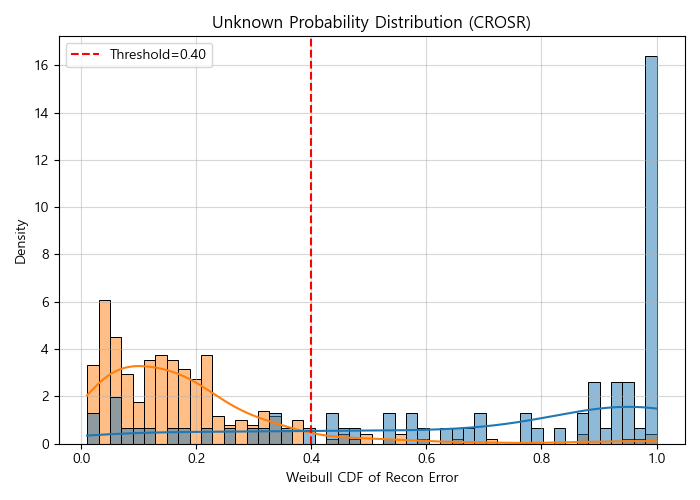 Unknown Probability Distribution (CROSR)
Threshold=0.40
16
14
12
10
8
6
4
2
0
Density
0.0 0.2 0.4 0.6 0.8 1.0
Weibull CDF of Recon Error